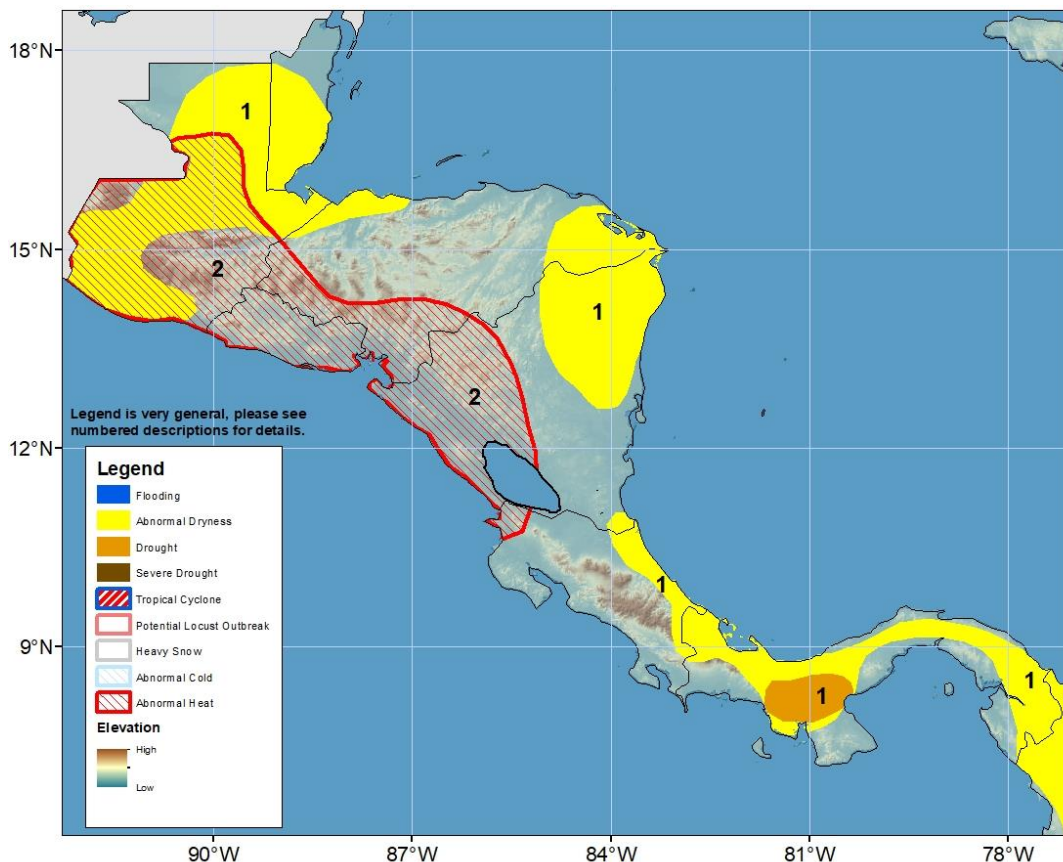 18°N
1
15°N
2
1
2
Legend is very general, please see
numbered descriptions for details.
12°N
Legend
Flooding
Abnormal Dryness
Drought
Severe Drought
Tropical Cyclone
Potential Locust Outbreak
Heavy Snow
Abnormal Cold
Abnormal Heat
Elevation
High
Low
1
9°N
1
1
90°W
87°W
84°W
81°W
78°W